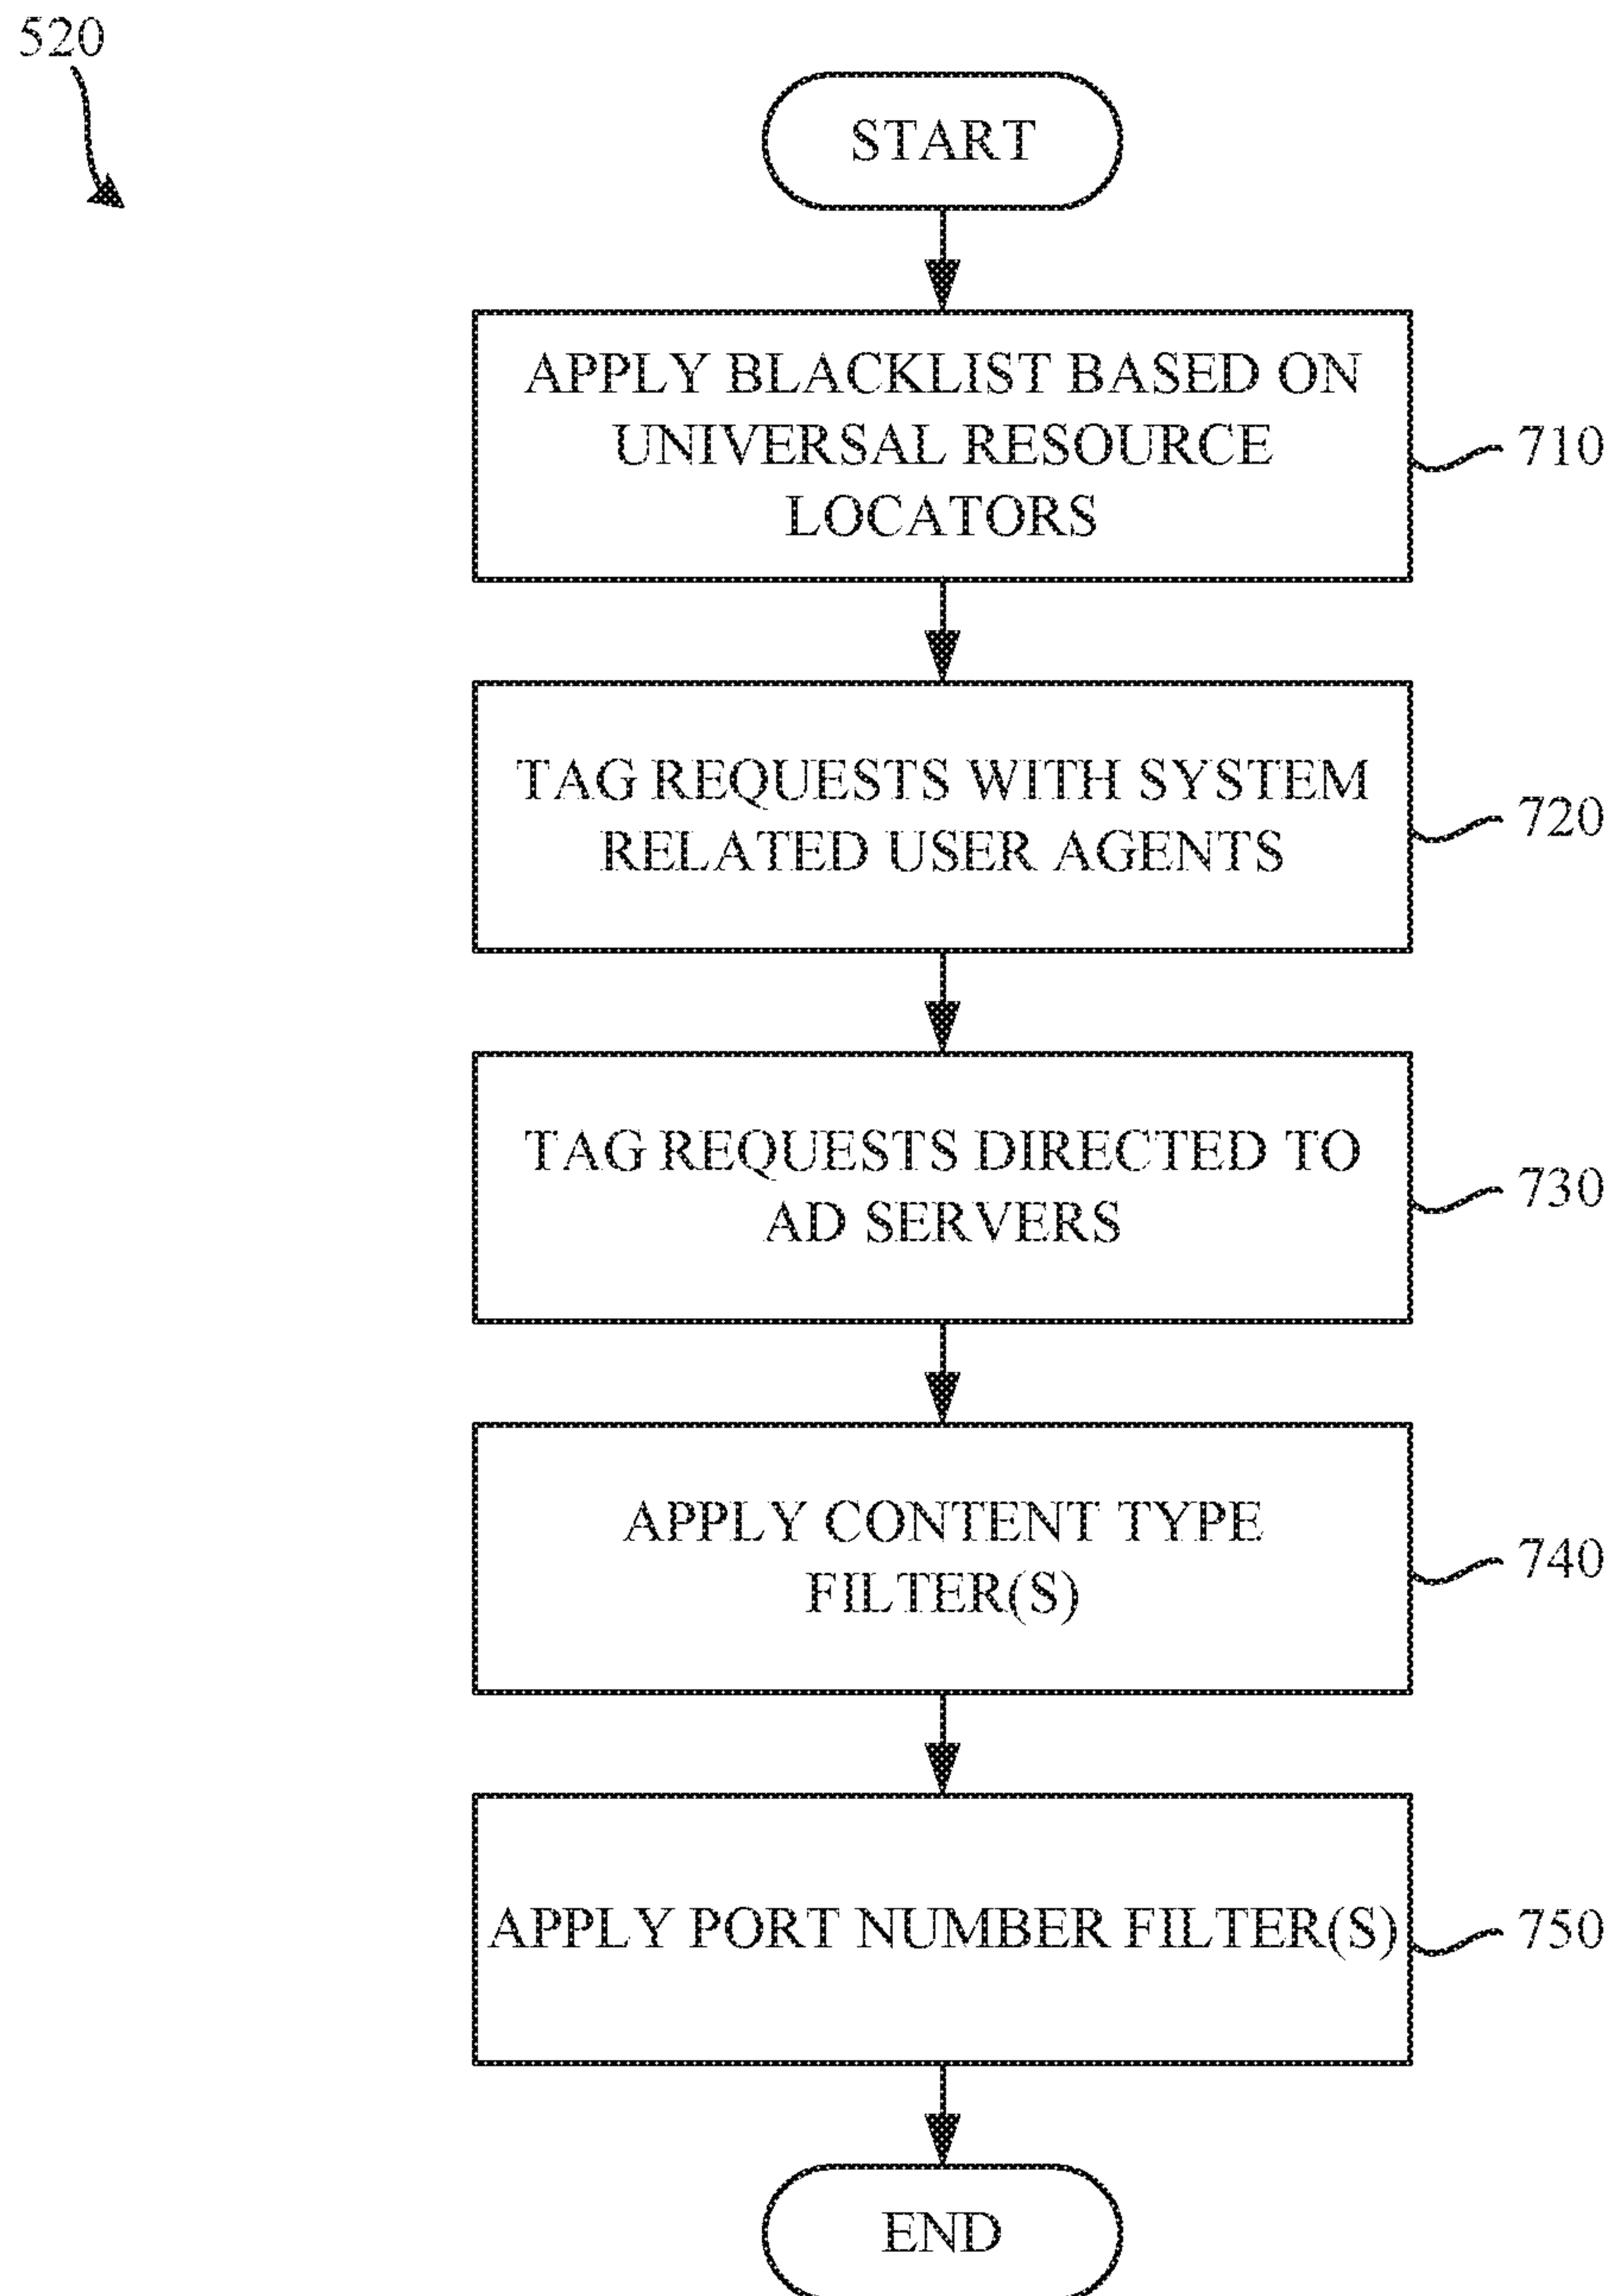 520
START
APPLY BLACKLIST BASED ON
UNIVERSAL RESOURCE
LOCATORS
710
TAG REQUESTS WITH SYSTEM
RELATED USER AGENTS
720
TAG REQUESTS DIRECTED TO
AD SERVERS
730
APPLY CONTENT TYPE
FILTER(S)
740
APPLY PORT NUMBER FILTER(S)
750
END